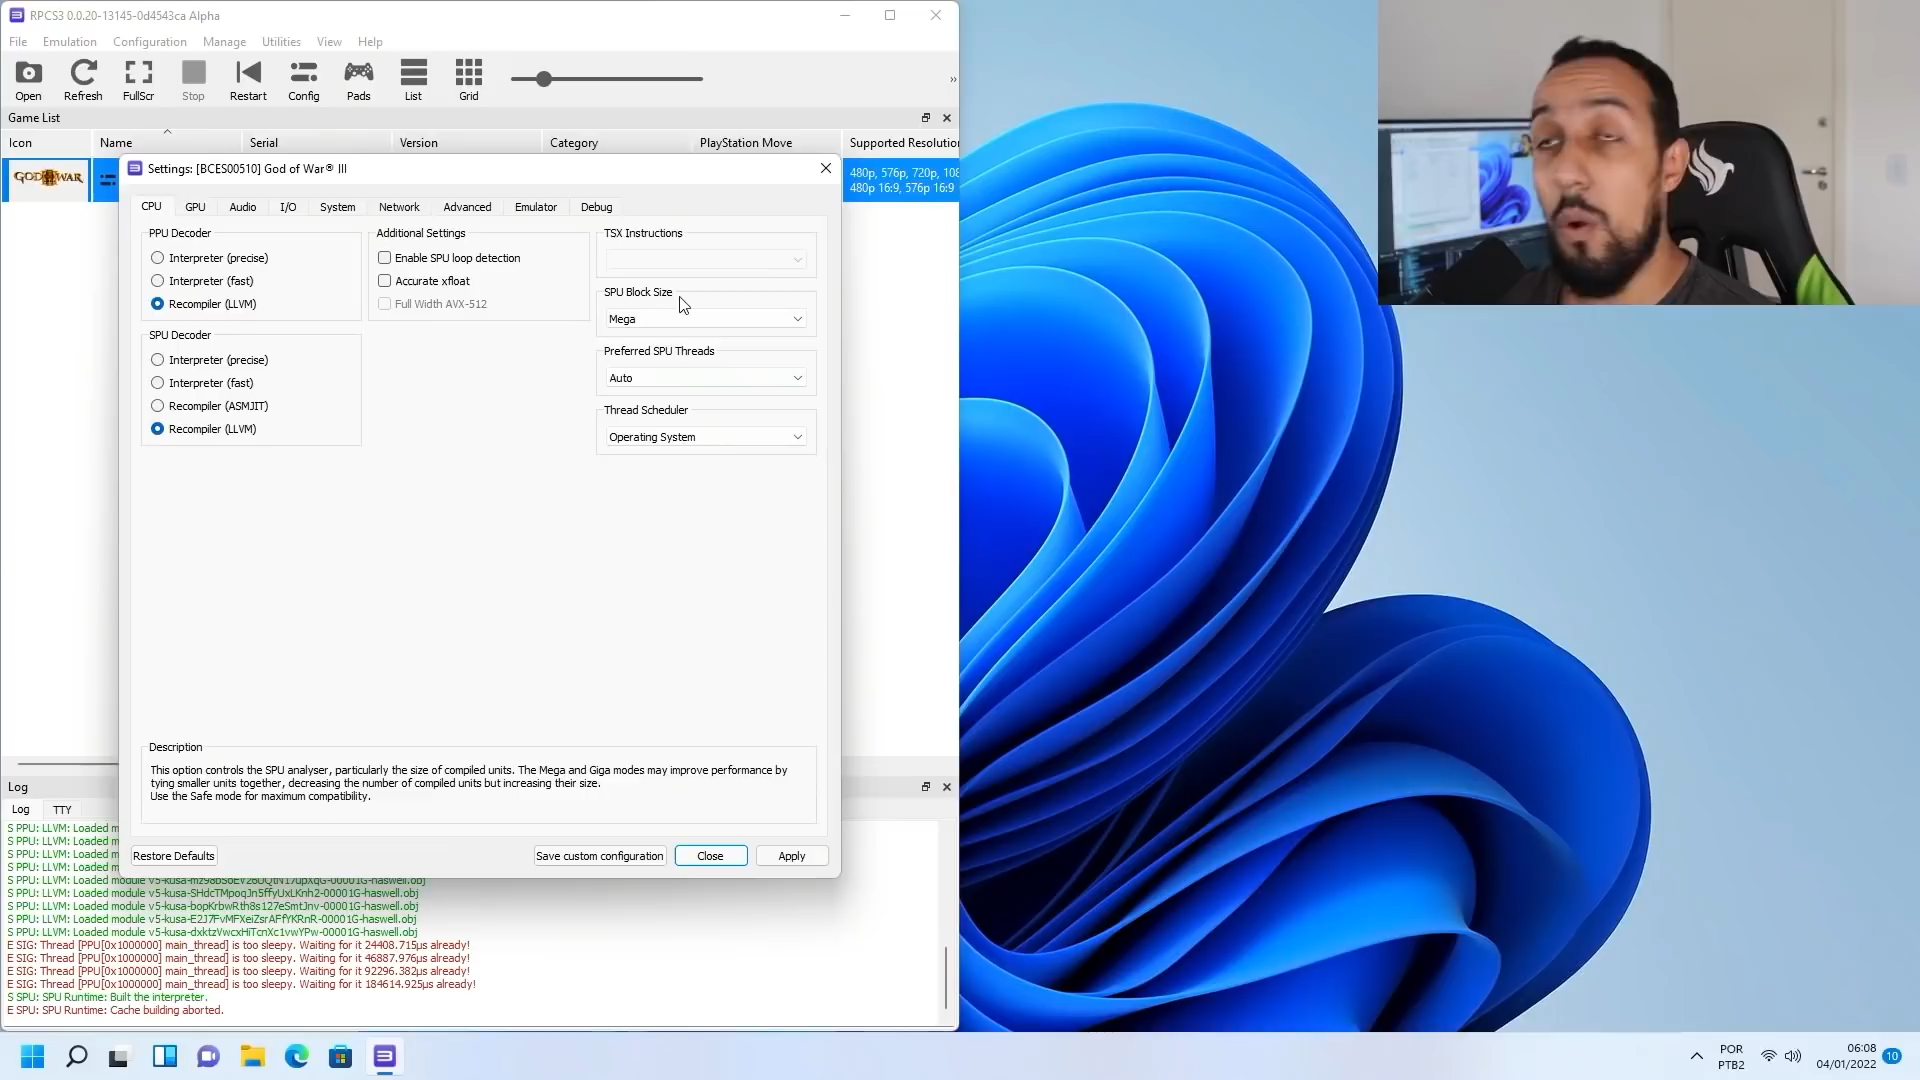 RPCS3 0.0.20-13145-0d4543ca Alpha
File Emulation Configuration Manage Utilities View Help
Open Refresh FullScr Stop Restart Config Pads List Grid
Game List
Icon Name Serial Version Category PlayStation Move Supported Resolutio
GOD OF WAR
480p, 576p, 720p, 108
480p 16:9, 576p 16:9
Settings: [BCES00510] God of War® III
CPU GPU Audio I/O System Network Advanced Emulator Debug
PPU Decoder
Interpreter (precise)
Interpreter (fast)
Recompiler (LLVM)
SPU Decoder
Interpreter (precise)
Interpreter (fast)
Recompiler (ASMJIT)
Recompiler (LLVM)
Additional Settings
Enable SPU loop detection
Accurate xfloat
Full Width AVX-512
TSX Instructions
SPU Block Size
Mega
Preferred SPU Threads
Auto
Thread Scheduler
Operating System
Description
This option controls the SPU analyser, particularly the size of compiled units. The Mega and Giga modes may improve performance by
tying smaller units together, decreasing the number of compiled units but increasing their size.
Use the Safe mode for maximum compatibility.
Restore Defaults Save custom configuration Close Apply
Log
Log TTY
S PPU: LLVM: Loaded m
S PPU: LLVM: Loaded m
S PPU: LLVM: Loaded m
S PPU: LLVM: Loaded m
S PPU: LLVM: Loaded module
S PPU: LLVM: Loaded module v5-kusa-SHdcTMpoqJn5ffyUxLKnh2-00001G-haswell.obj
S PPU: LLVM: Loaded module v5-kusa-bopKrbwRth8s127eSmtJnv-00001G-haswell.obj
S PPU: LLVM: Loaded module v5-kusa-E2J7FvMFXeiZsrAFfYKRnR-00001G-haswell.obj
S PPU: LLVM: Loaded module v5-kusa-dxktzVwcxHiTcnXc1vwYPw-00001G-haswell.obj
E SIG: Thread [PPU[0x1000000] main_thread] is too sleepy. Waiting for it 24408.715µs already!
E SIG: Thread [PPU[0x1000000] main_thread] is too sleepy. Waiting for it 46887.976µs already!
E SIG: Thread [PPU[0x1000000] main_thread] is too sleepy. Waiting for it 92296.382µs already!
E SIG: Thread [PPU[0x1000000] main_thread] is too sleepy. Waiting for it 184614.925µs already!
S SPU: SPU Runtime: Built the interpreter.
E SPU: SPU Runtime: Cache building aborted.
POR
PTB2
06:08
04/01/2022
10